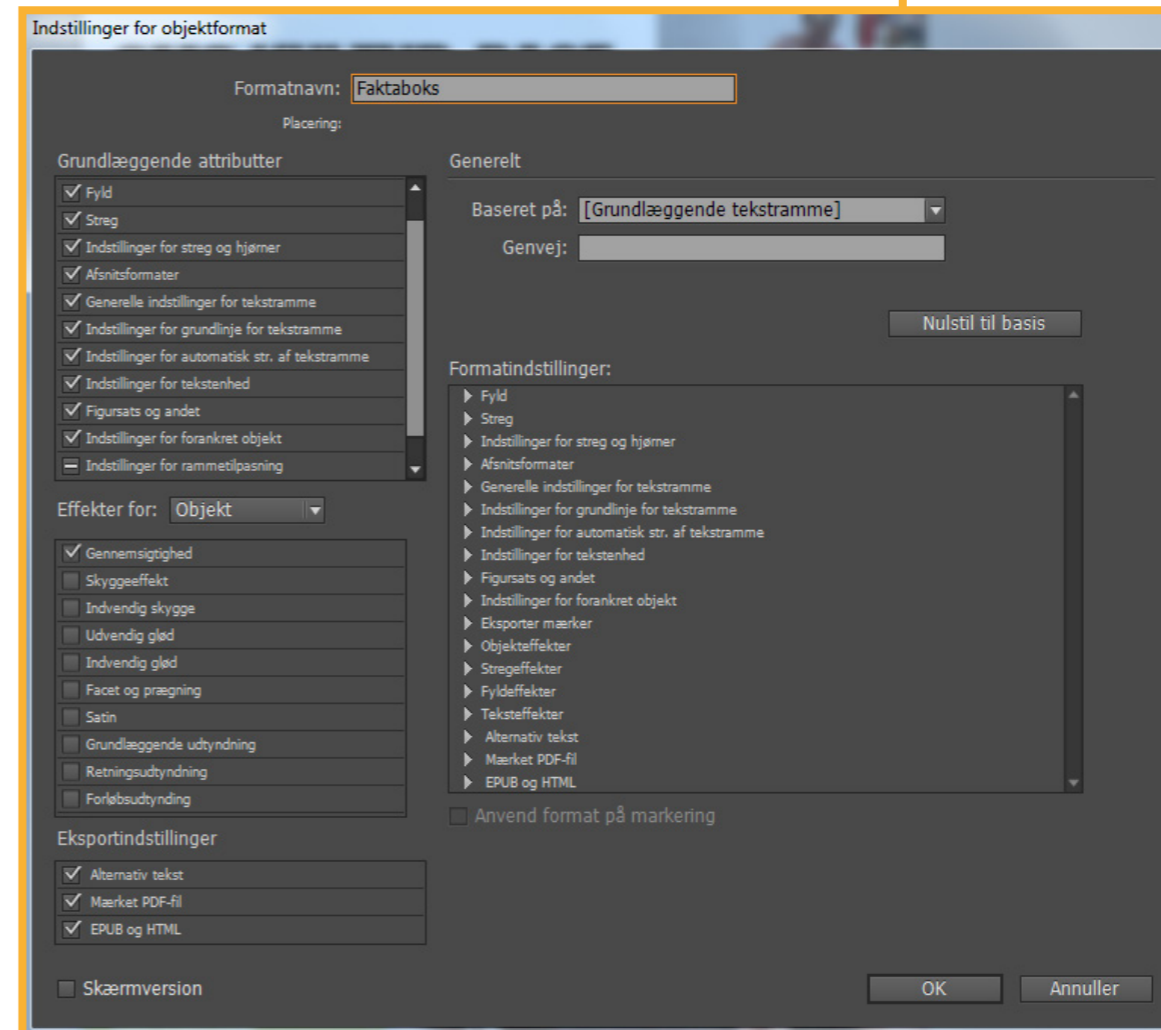 Indstillinger for objektformat
Formatnavn: Faktaboks
Placering:
Grundlæggende attributter
Fyld
Streg
Indstillinger for streg og hjørner
Afsnitsformater
Generelle indstillinger for tekstramme
Indstillinger for grundlinje for tekstramme
Indstillinger for automatisk str. af tekstramme
Indstillinger for tekstenhed
Figursats og andet
Indstillinger for forankret objekt
Indstillinger for rammetilpasning
Effekter for: Objekt
Gennemsigtighed
Skyggeeffekt
Indvendig skygge
Udvendig glød
Indvendig glød
Facet og prægning
Satin
Grundlæggende udtyndning
Retningsudtyndning
Forløbsudtynding
Eksportindstillinger
Alternativ tekst
Mærket PDF-fil
EPUB og HTML
Skærmversion
Generelt
Baseret på: [Grundlæggende tekstramme]
Genvej:
Nulstil til basis
Formatindstillinger:
Fyld
Streg
Indstillinger for streg og hjørner
Afsnitsformater
Generelle indstillinger for tekstramme
Indstillinger for grundlinje for tekstramme
Indstillinger for automatisk str. af tekstramme
Indstillinger for tekstenhed
Figursats og andet
Indstillinger for forankret objekt
Eksporter mærker
Objekteffekter
Stregeffekter
Fyldeffekter
Teksteffekter
Alternativ tekst
Mærket PDF-fil
EPUB og HTML
Anvend format på markering
OK
Annuller